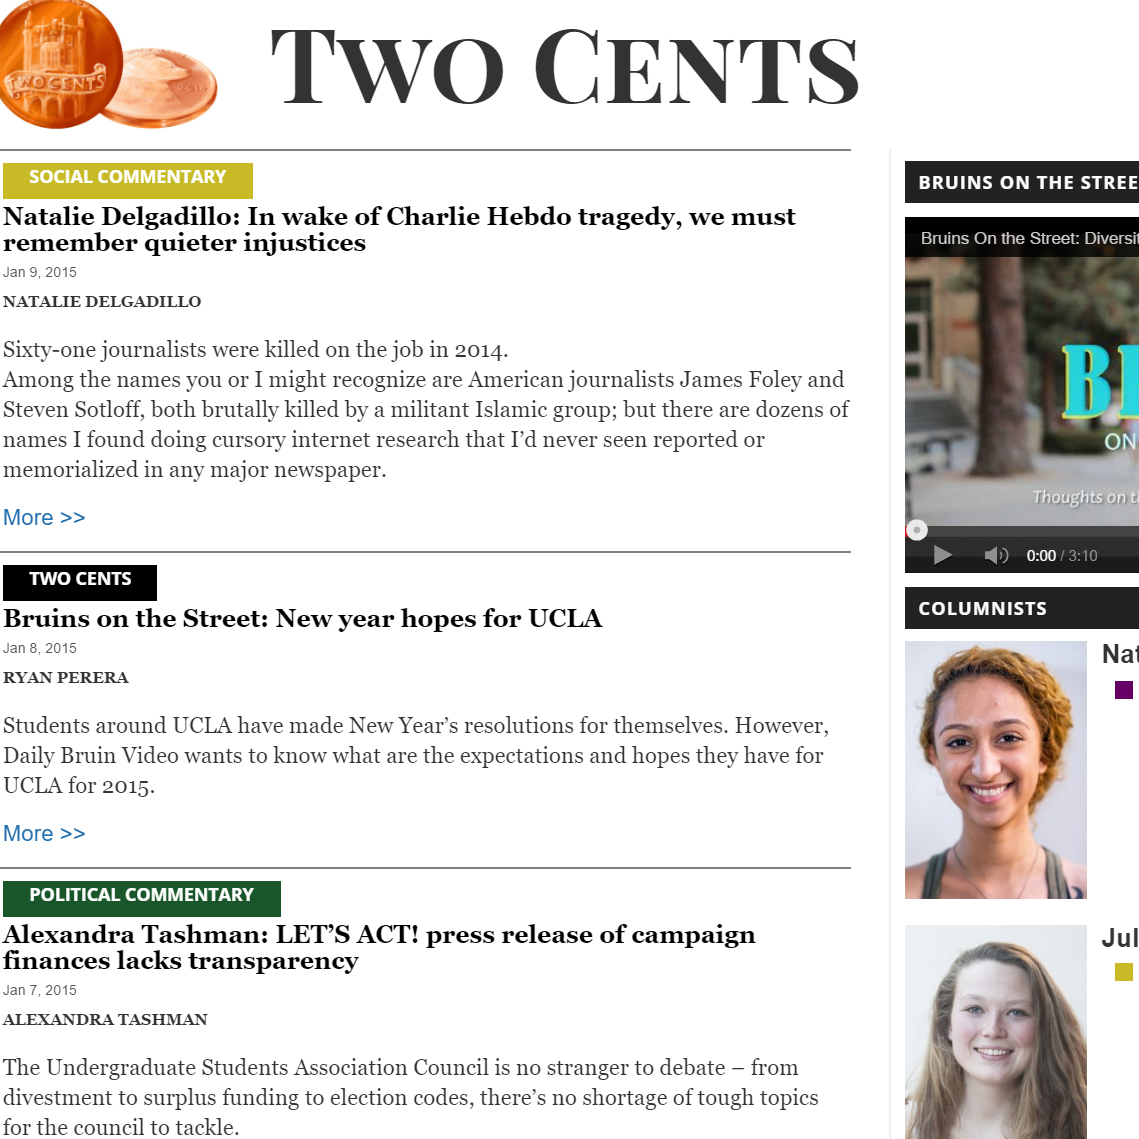 TWO CENTS
TWO CENTS
SOCIAL COMMENTARY
Natalie Delgadillo: In wake of Charlie Hebdo tragedy, we must
remember quieter injustices
Jan 9, 2015
NATALIE DELGADILLO
Sixty-one journalists were killed on the job in 2014.
Among the names you or I might recognize are American journalists James Foley and
Steven Sotloff, both brutally killed by a militant Islamic group; but there are dozens of
names I found doing cursory internet research that I’d never seen reported or
memorialized in any major newspaper.
More >>
TWO CENTS
Bruins on the Street: New year hopes for UCLA
Jan 8, 2015
RYAN PERERA
Students around UCLA have made New Year’s resolutions for themselves. However,
Daily Bruin Video wants to know what are the expectations and hopes they have for
UCLA for 2015.
More >>
POLITICAL COMMENTARY
Alexandra Tashman: LET’S ACT! press release of campaign
finances lacks transparency
Jan 7, 2015
ALEXANDRA TASHMAN
The Undergraduate Students Association Council is no stranger to debate – from
divestment to surplus funding to election codes, there’s no shortage of tough topics
for the council to tackle.
BRUINS ON THE STREE
Bruins On the Street: Diversit
ON
Thoughts on
0:00 / 3:10
COLUMNISTS
Nat
Jul